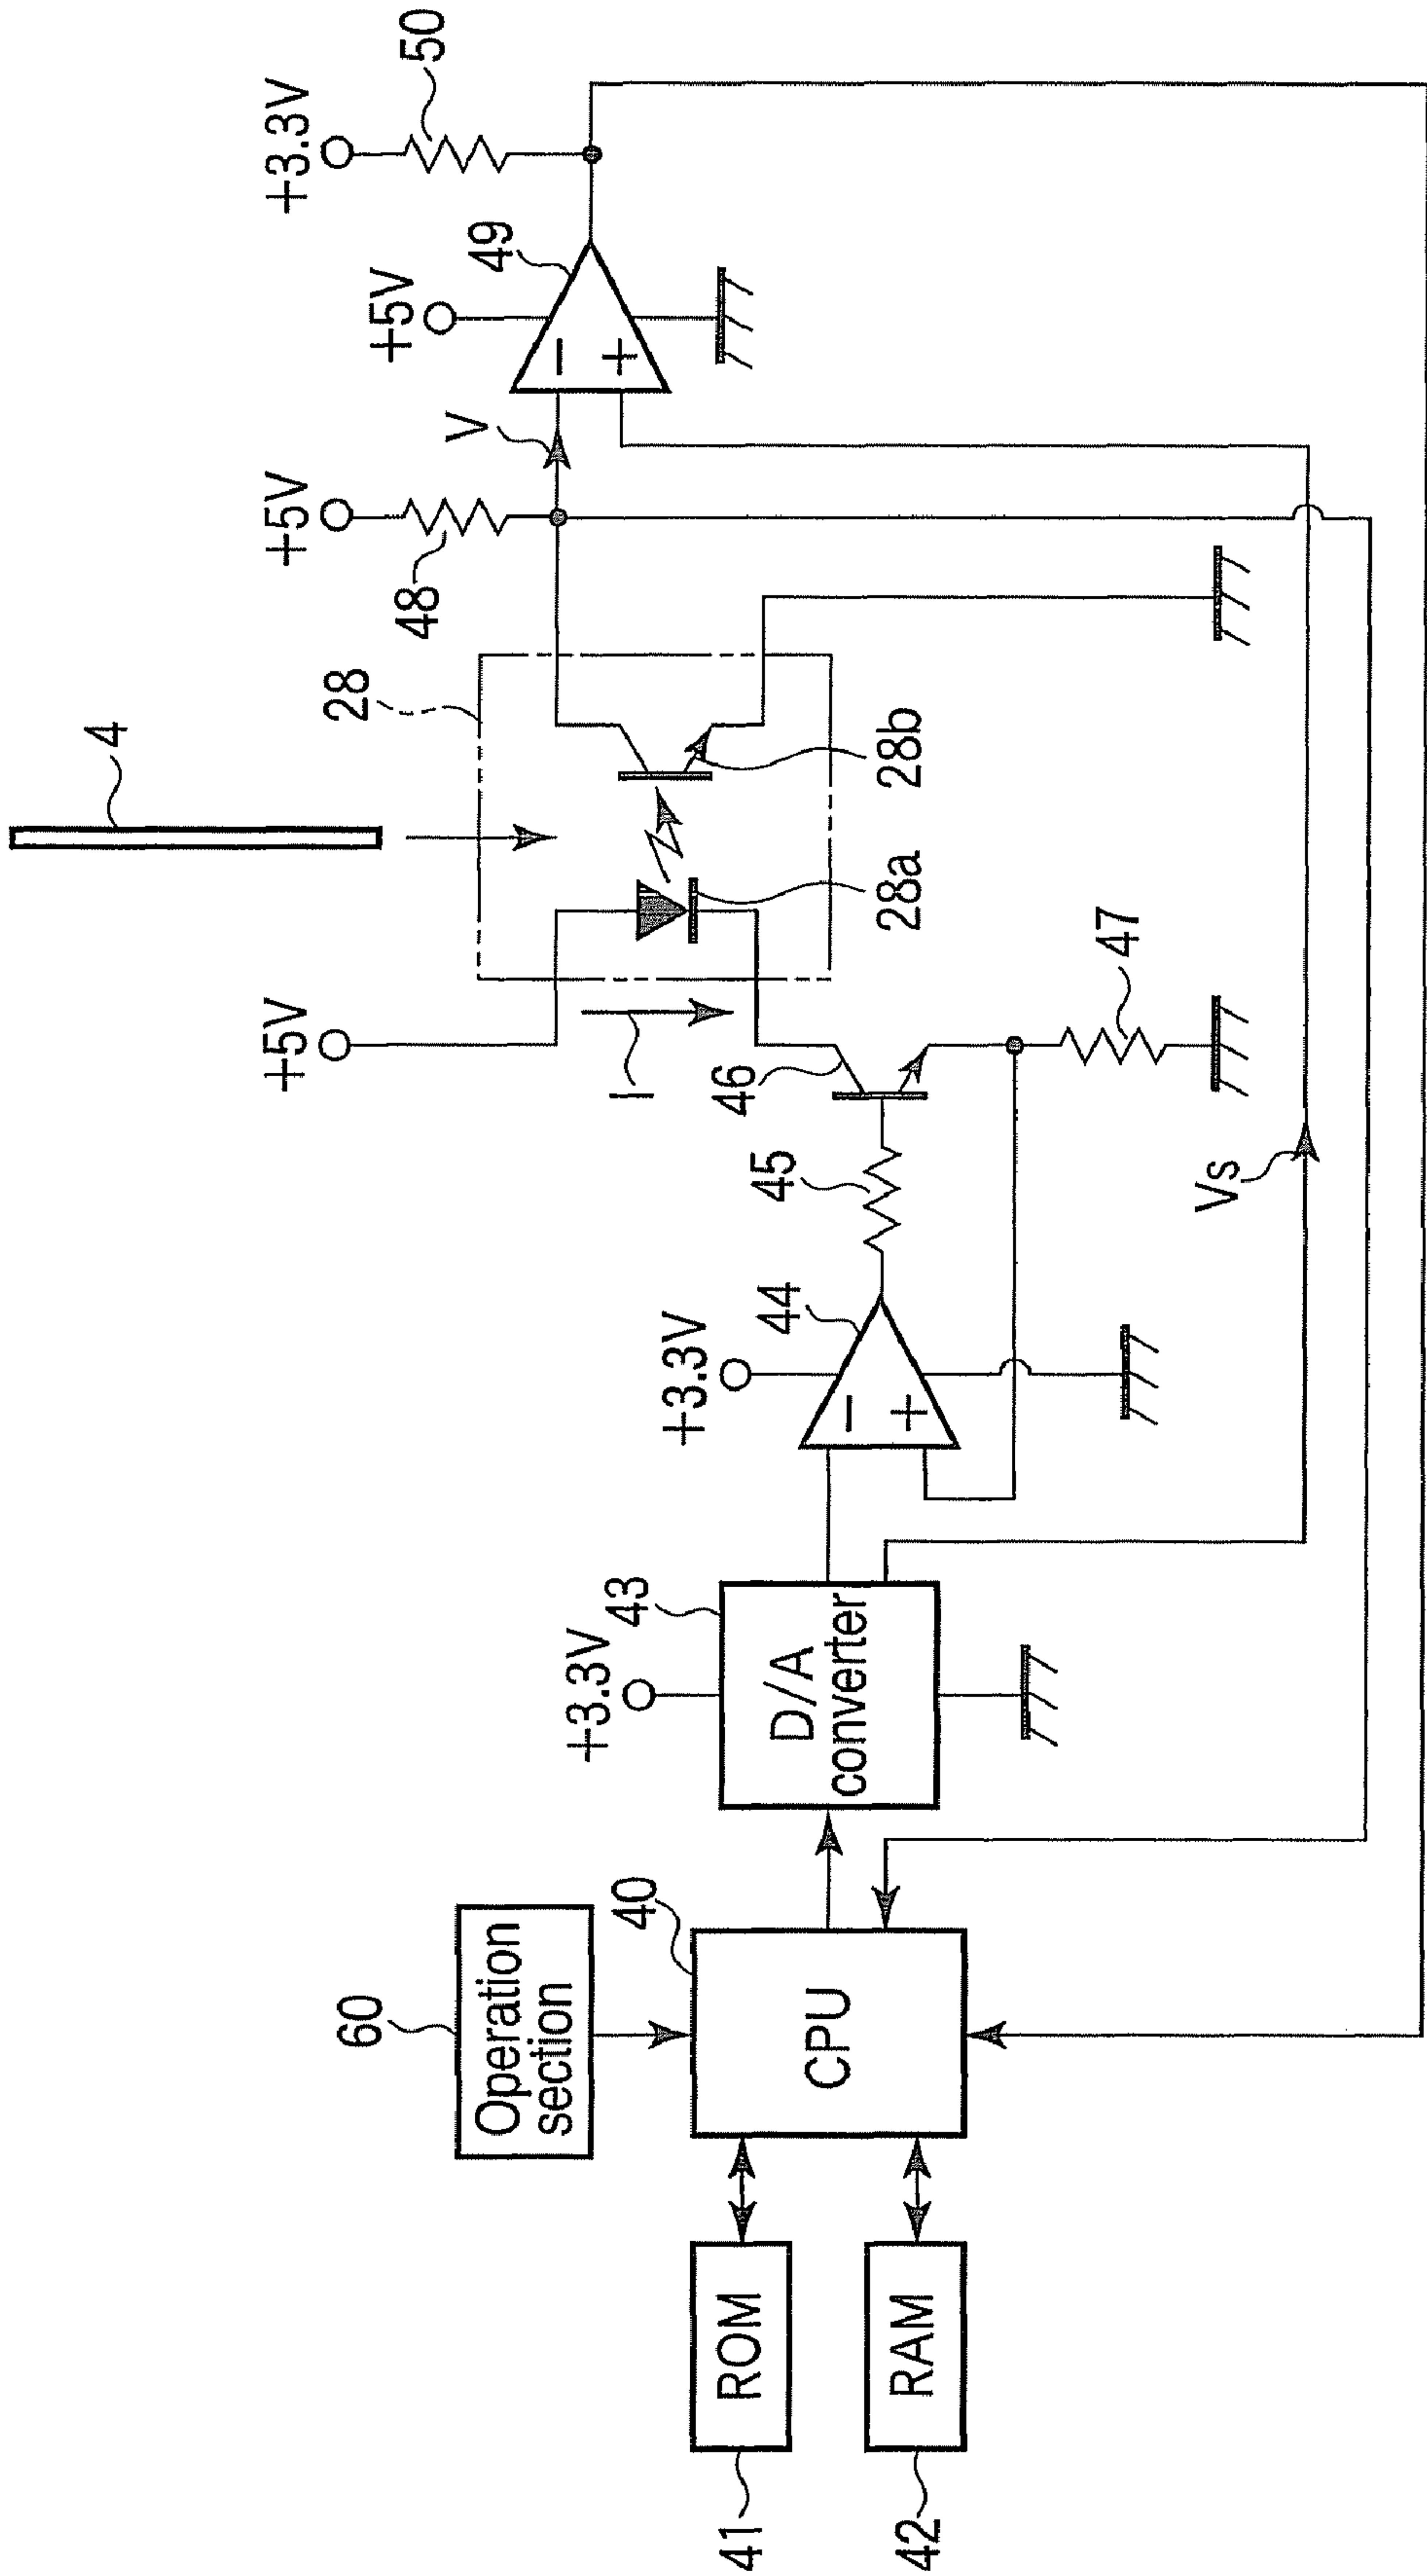 4
+3.3V
50
+5V
49
+5V
V
48
28
28b
28a
+5V
I
46
47
45
Vs
+3.3V
44
+3.3V
43
D/A
converter
−
+
−
+
60
Operation
section
40
CPU
ROM
41
RAM
42